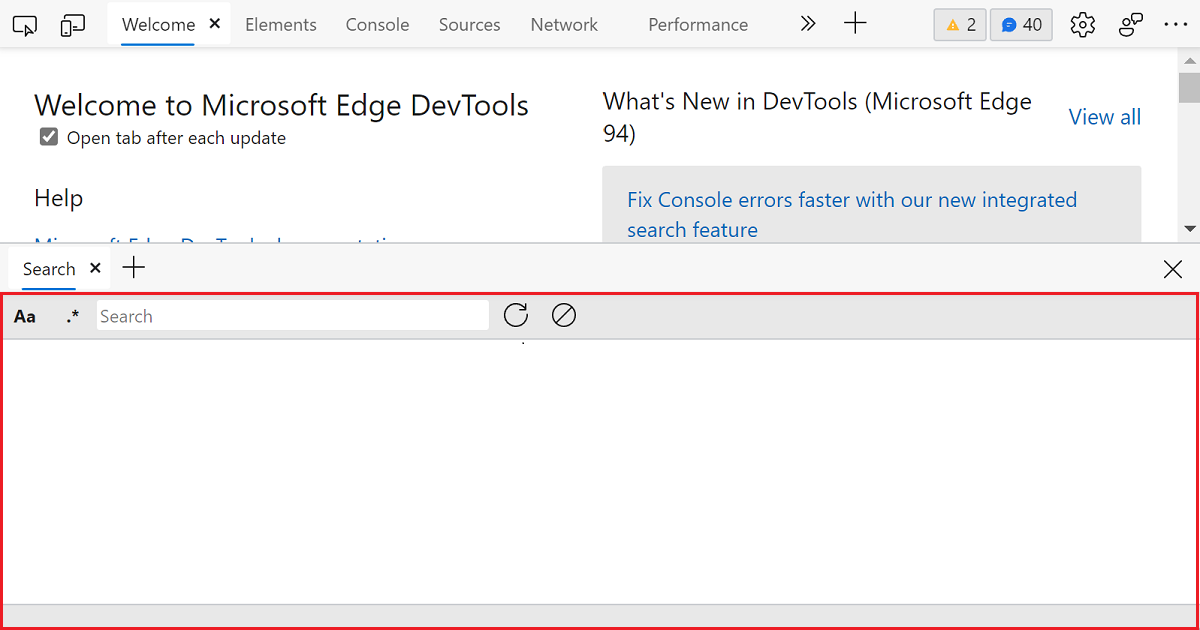 Welcome Elements Console Sources Network Performance 2 40
Welcome to Microsoft Edge DevTools
Open tab after each update
Help
What's New in DevTools (Microsoft Edge
94)
View all
Fix Console errors faster with our new integrated
search feature
Search
Aa .* Search